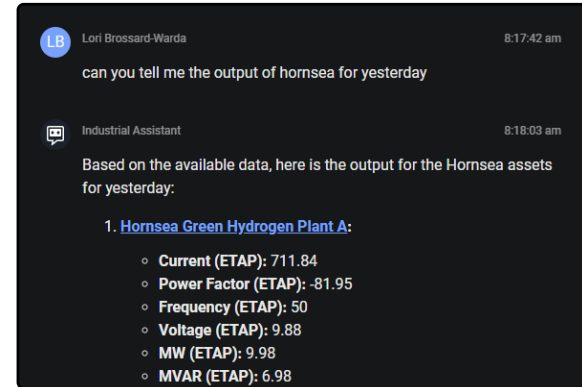 LB
Lori Brossard-Warda
8:17:42 am
can you tell me the output of hornsea for yesterday
Industrial Assistant
8:18:03 am
Based on the available data, here is the output for the Hornsea assets
for yesterday:
1. Hornsea Green Hydrogen Plant A:
Current (ETAP): 711.84
Power Factor (ETAP): -81.95
Frequency (ETAP): 50
Voltage (ETAP): 9.88
MW (ETAP): 9.98
MVAR (ETAP): 6.98